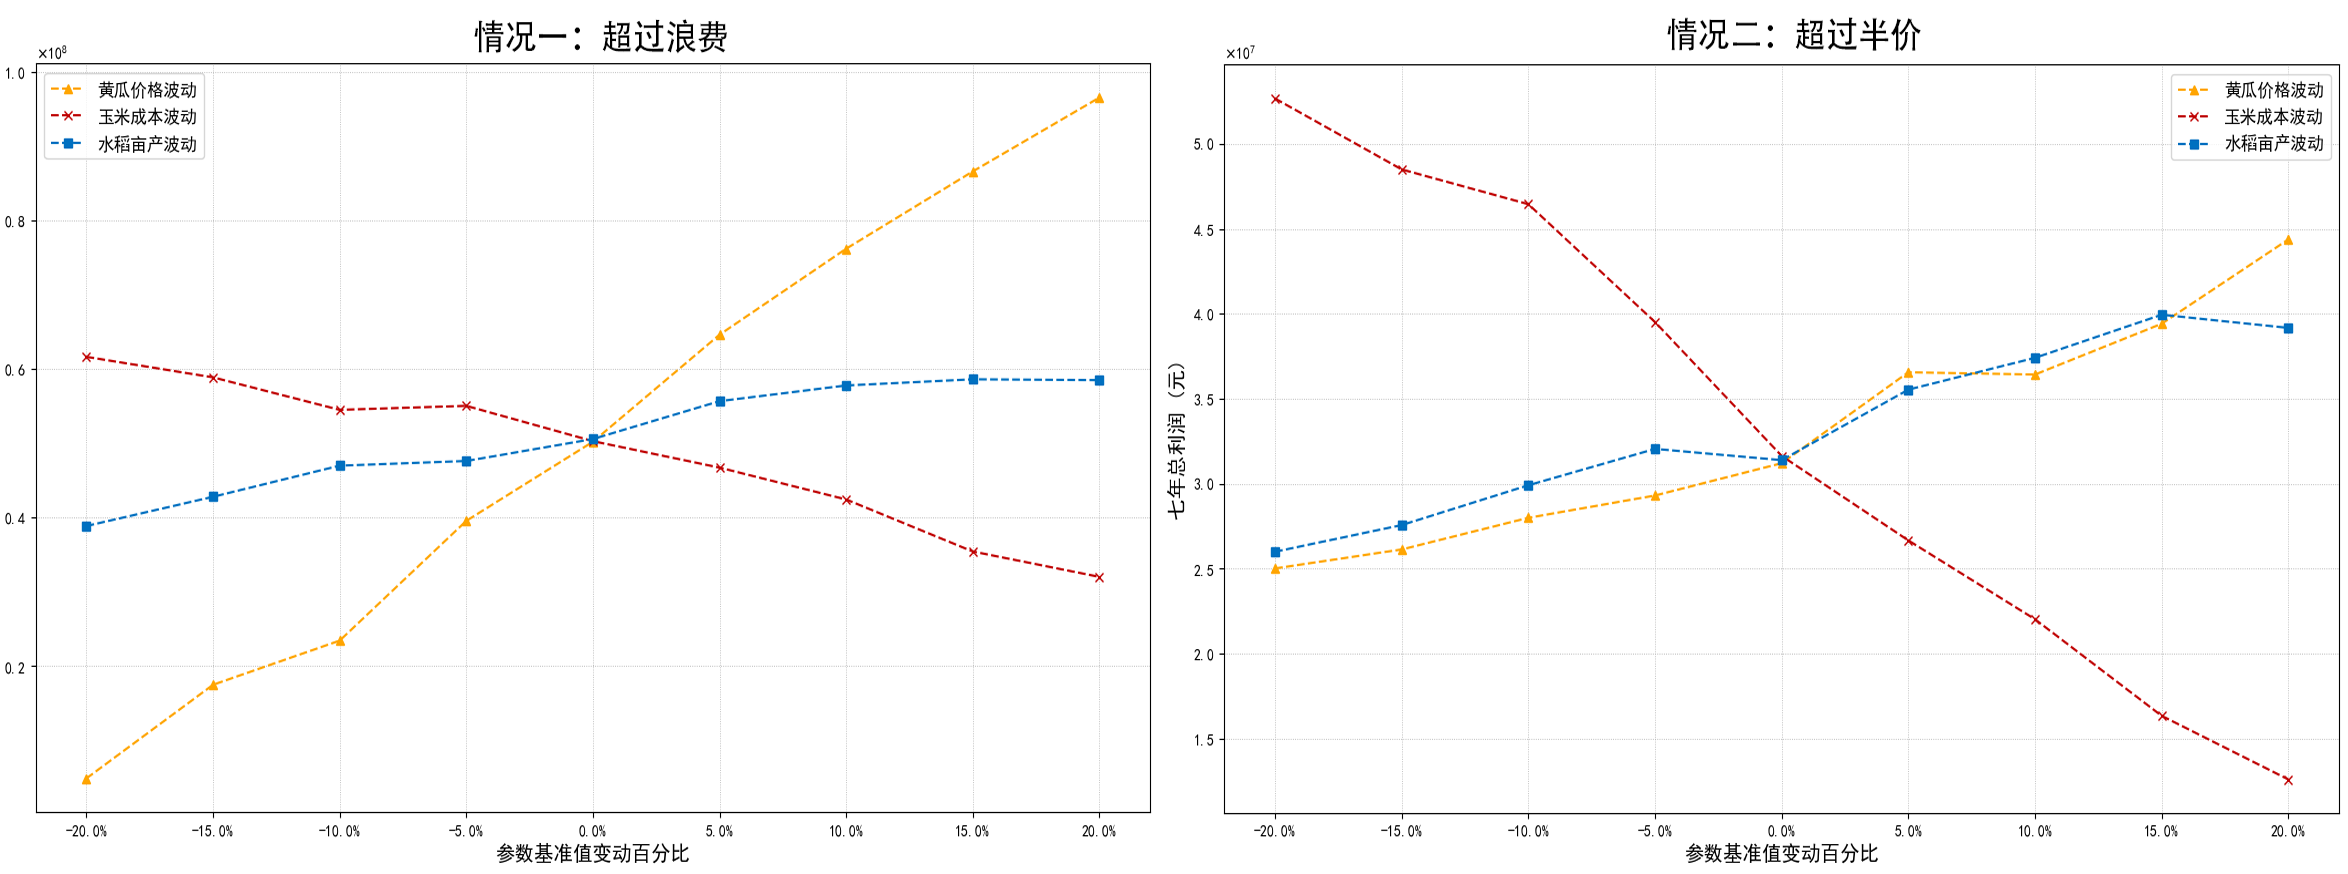 情况一：超过浪费
×10⁸
1.0
0.8
0.6
0.4
0.2
黄瓜价格波动
玉米成本波动
水稻亩产波动
-20.0% -15.0% -10.0% -5.0% 0.0% 5.0% 10.0% 15.0% 20.0%
参数基准值变动百分比
情况二：超过半价
×10⁷
5.0
4.5
4.0
3.5
3.0
2.5
2.0
1.5
七年总利润（元）
黄瓜价格波动
玉米成本波动
水稻亩产波动
-20.0% -15.0% -10.0% -5.0% 0.0% 5.0% 10.0% 15.0% 20.0%
参数基准值变动百分比